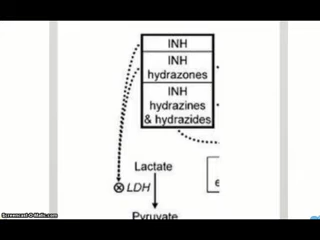 INH
INH
hydrazones
INH
hydrazines
& hydrazides
Lactate
LDH
e
Pyruvate
Screencast-O-Matic.com